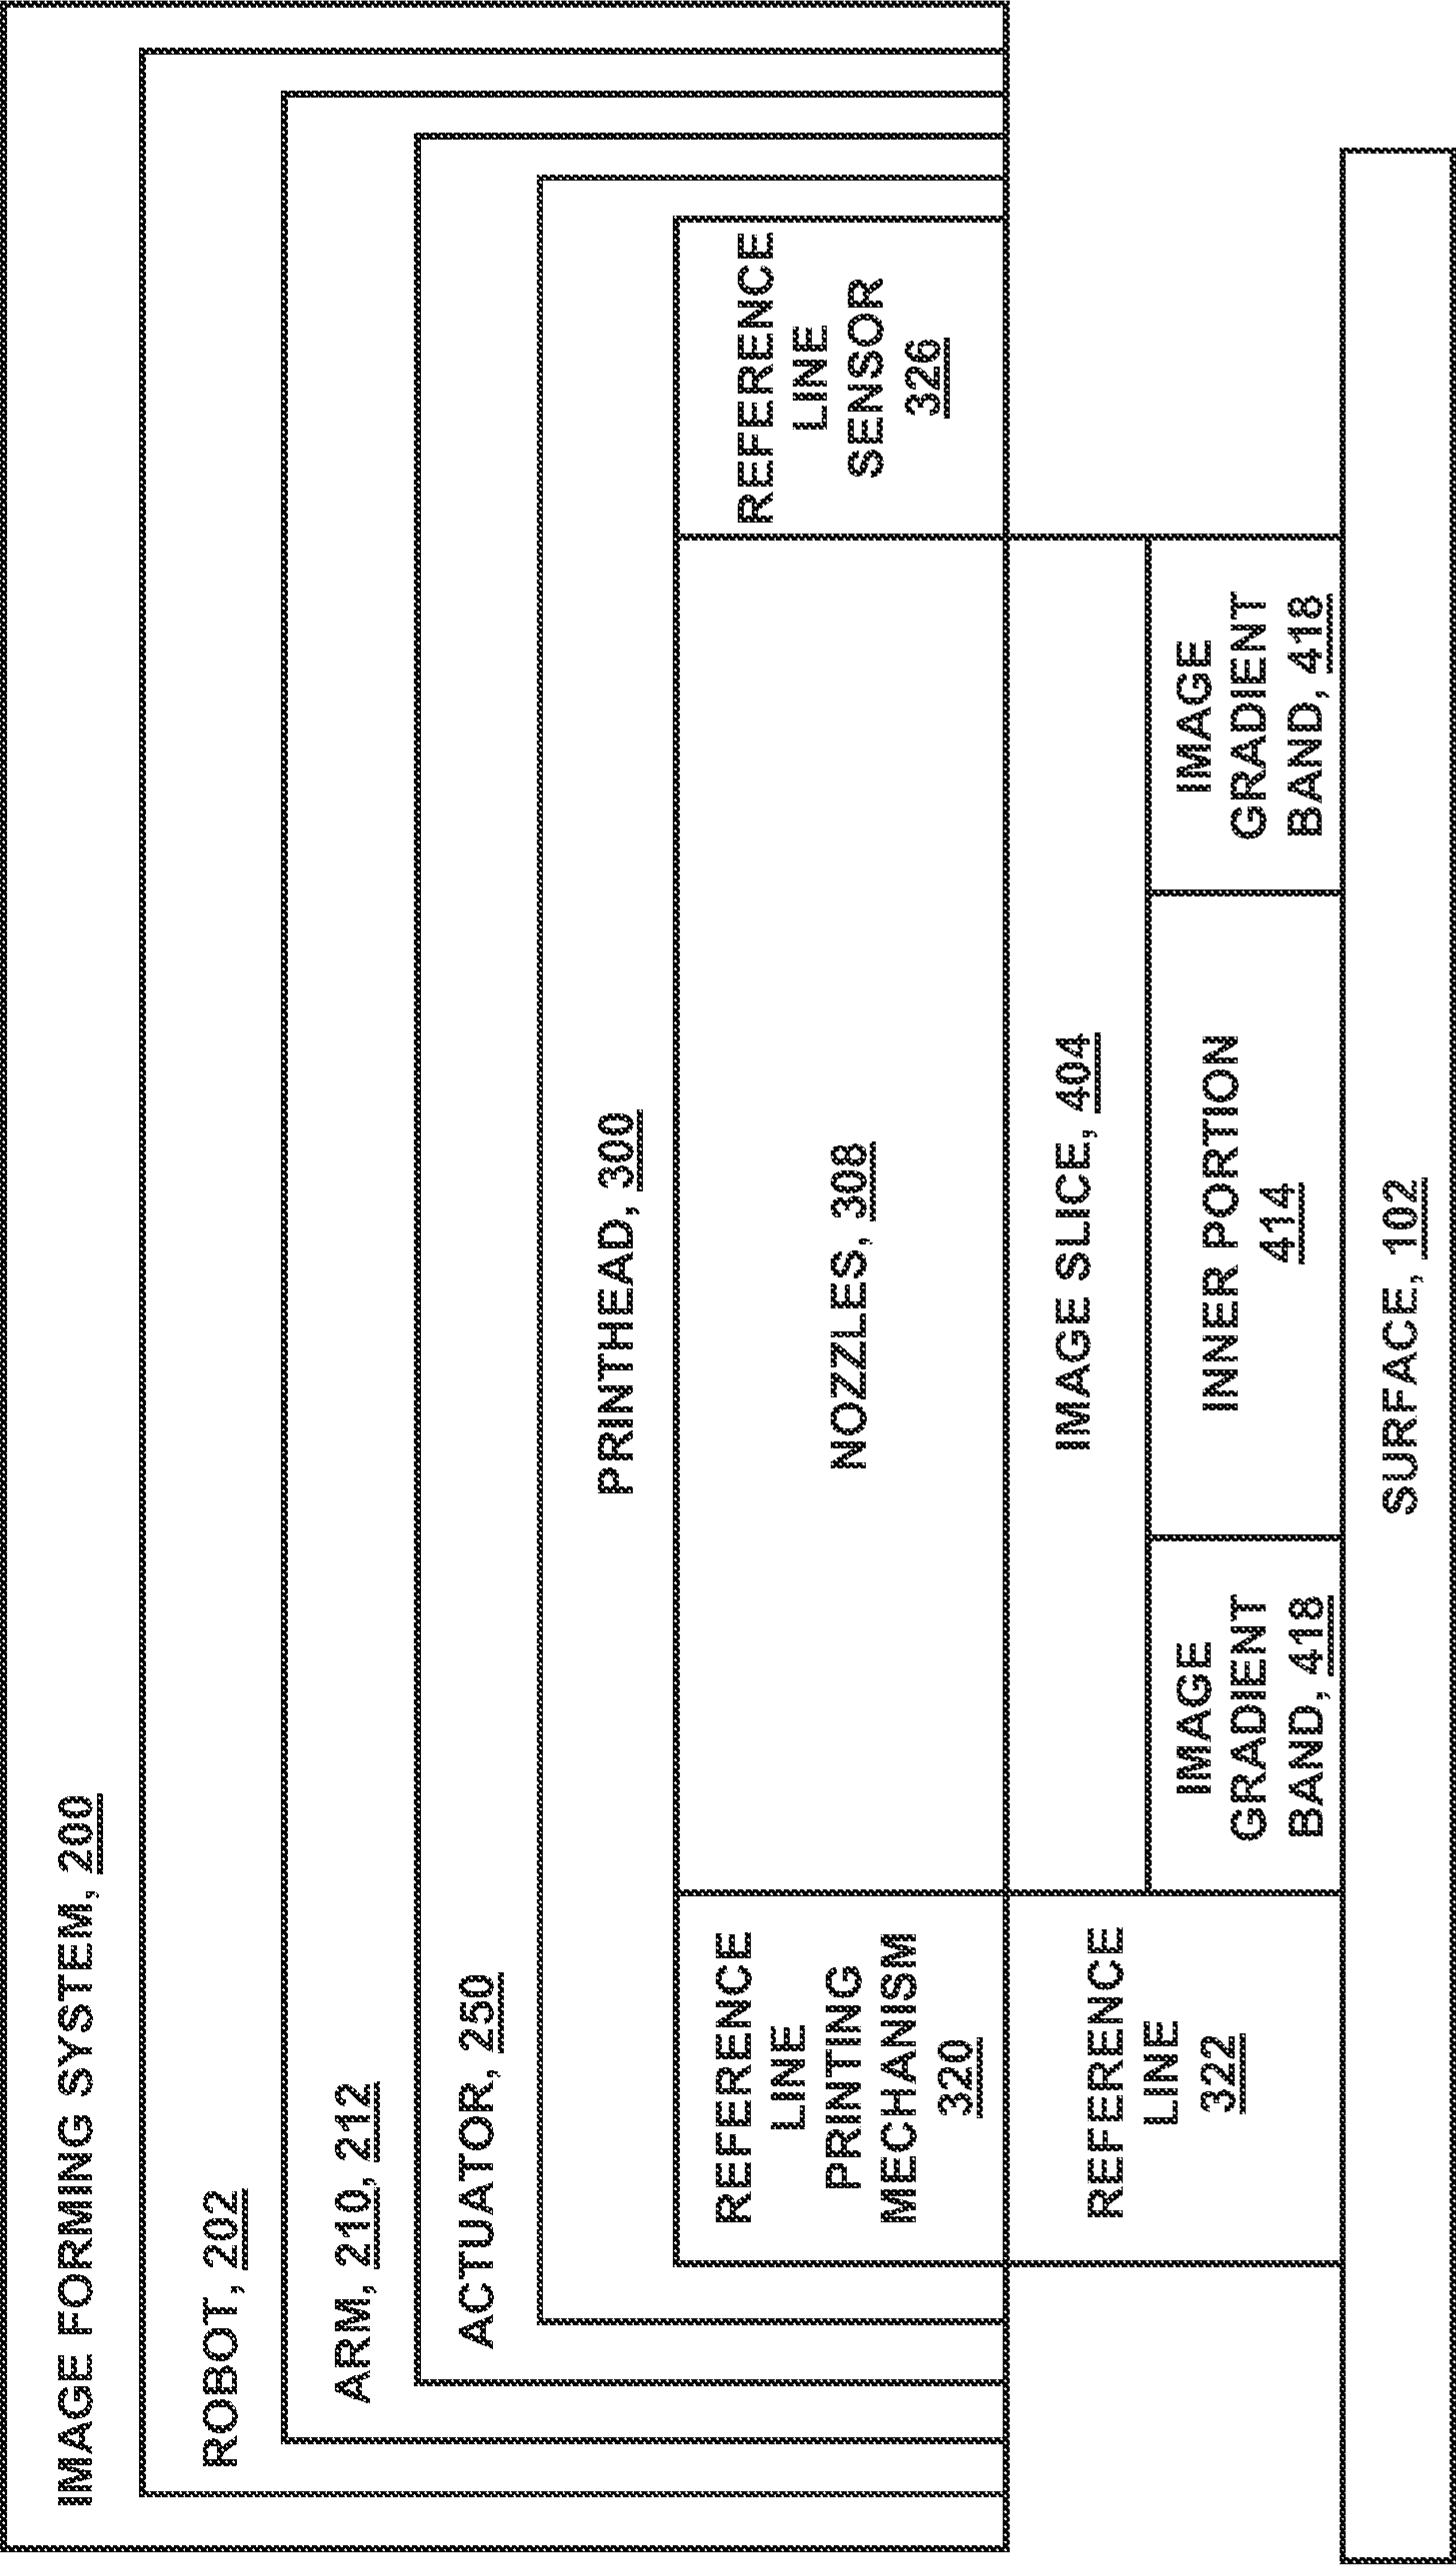 IMAGE FORMING SYSTEM, 200
ROBOT, 202
ARM, 210, 212
ACTUATOR, 250
PRINTHEAD, 300
REFERENCE
LINE
PRINTING
MECHANISM
320
NOZZLES, 308
REFERENCE
LINE
SENSOR
326
REFERENCE
LINE
322
IMAGE SLICE, 404
IMAGE
GRADIENT
BAND, 418
INNER PORTION
414
IMAGE
GRADIENT
BAND, 418
SURFACE, 102